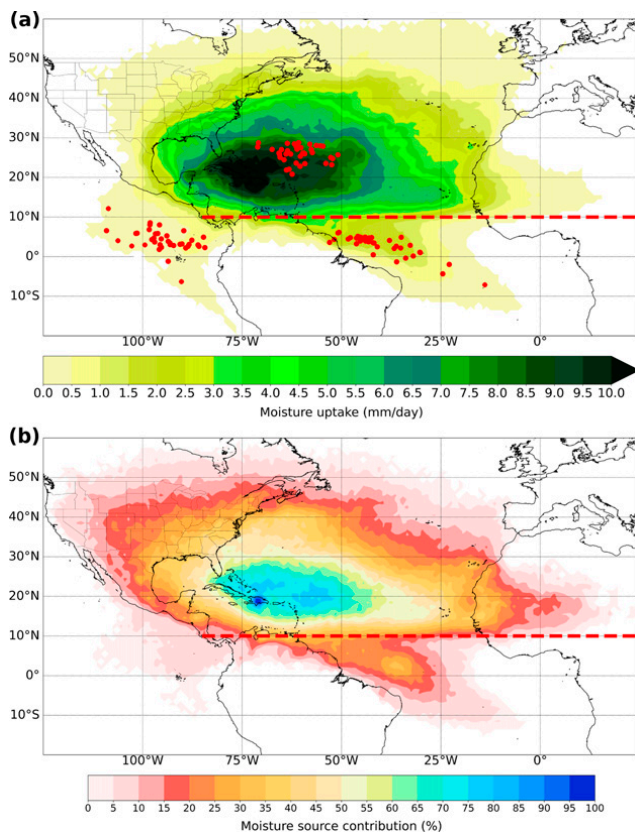 (a)
50°N
40°N
30°N
20°N
10°N
0°
10°S
100°W 75°W 50°W 25°W 0°
0.0 0.5 1.0 1.5 2.0 2.5 3.0 3.5 4.0 4.5 5.0 5.5 6.0 6.5 7.0 7.5 8.0 8.5 9.0 9.5 10.0
Moisture uptake (mm/day)
(b)
50°N
40°N
30°N
20°N
10°N
0°
10°S
100°W 75°W 50°W 25°W 0°
0 5 10 15 20 25 30 35 40 45 50 55 60 65 70 75 80 85 90 95 100
Moisture source contribution (%)